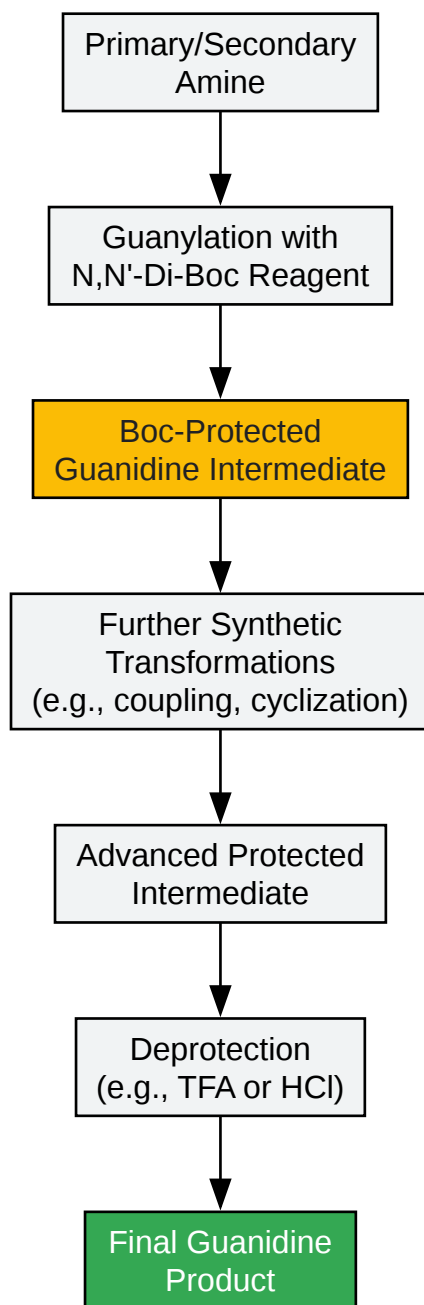 Primary/Secondary
Amine
Guanylation with
N,N'-Di-Boc Reagent
Boc-Protected
Guanidine Intermediate
Further Synthetic
Transformations
(e.g., coupling, cyclization)
Advanced Protected
Intermediate
Deprotection
(e.g., TFA or HCl)
Final Guanidine
Product